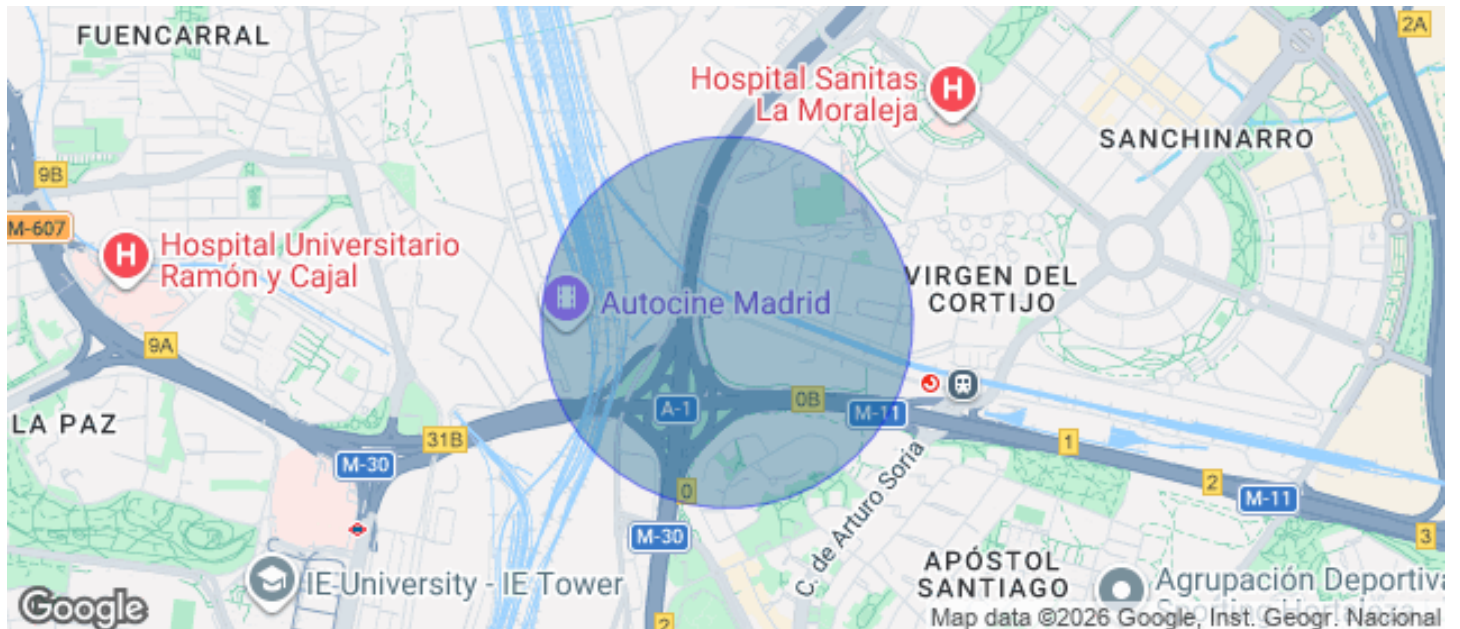 FUENCARRAL
2A
Hospital Sanitas
La Moraleja
SANCHINARRO
9B
M-607
Hospital Universitario
Ramón y Cajal
VIRGEN DEL
CORTIJO
Autocine Madrid
9A
A-1
0B
M-11
LA PAZ
31B
1
M-30
2
M-11
0
C. de Arturo Soria
M-30
3
APÓSTOL
SANTIAGO
IE University - IE Tower
Agrupación Deportiva
2
Google
Map data ©2026 Google, Inst. Geogr. Nacional